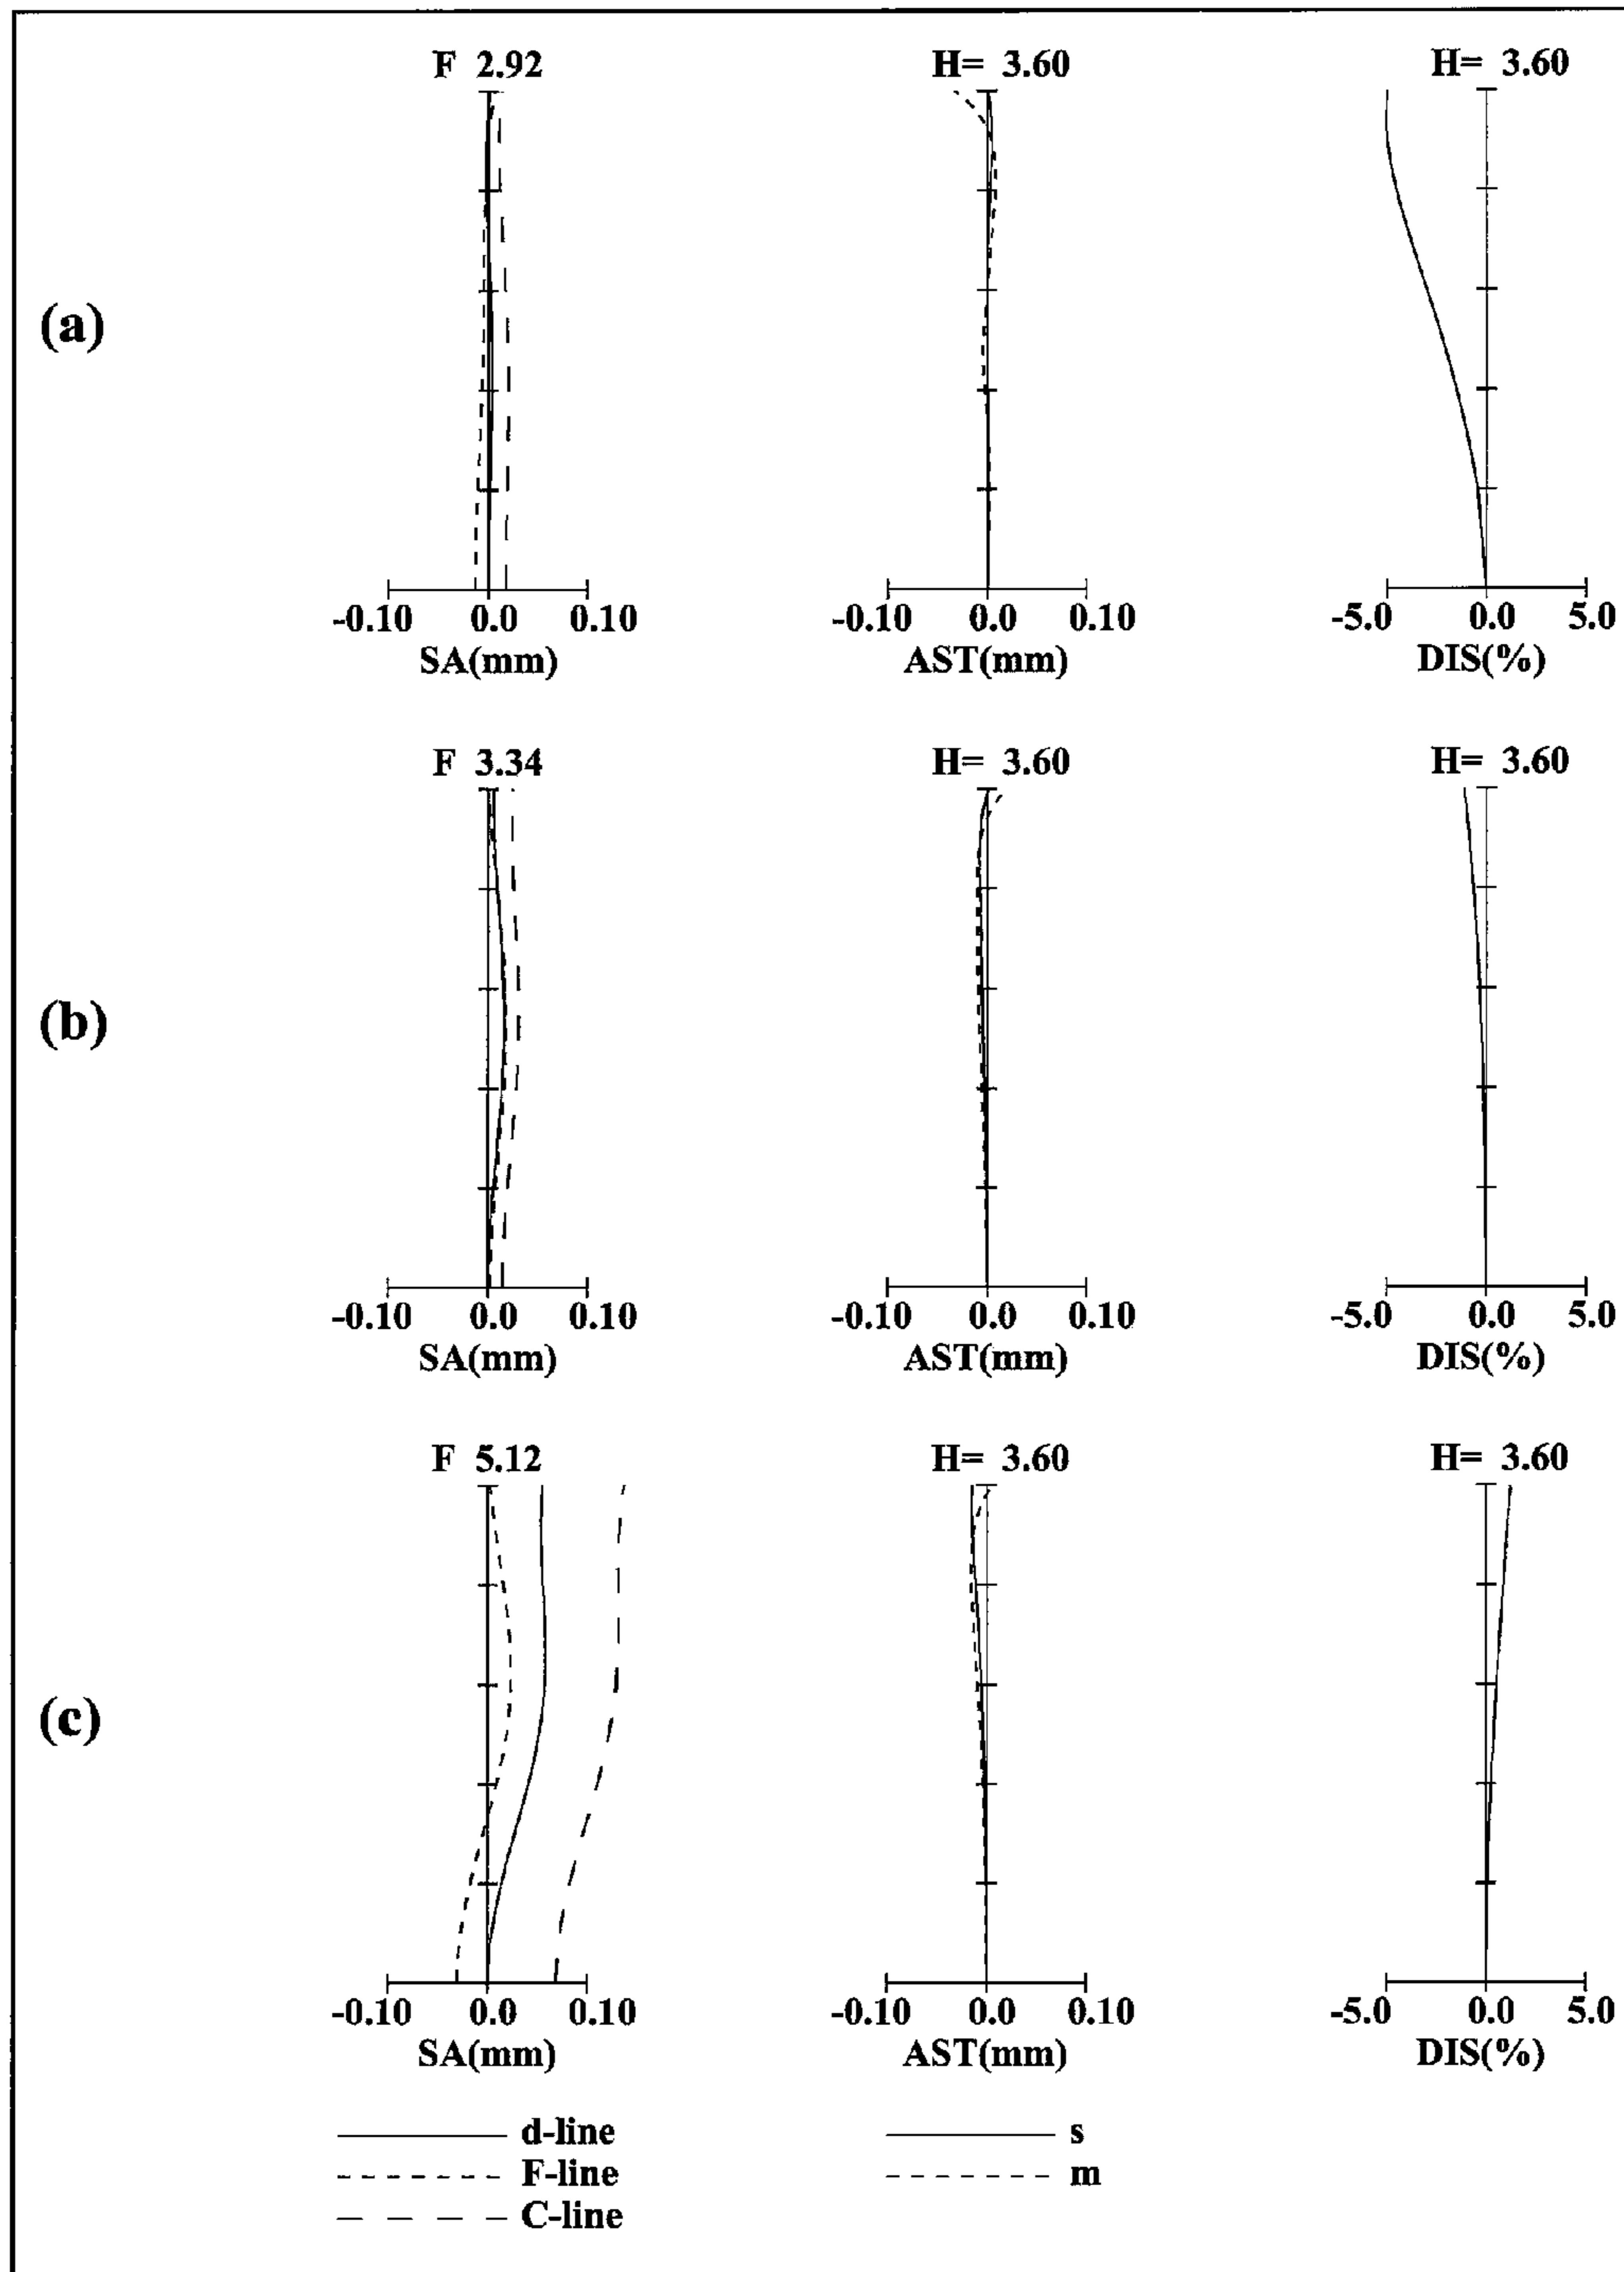 F 2.92 H= 3.60 H= 3.60
(a)
-0.10 0.0 0.10 -0.10 0.0 0.10 -5.0 0.0 5.0
SA(mm) AST(mm) DIS(%)
F 3.34 H= 3.60 H= 3.60
(b)
-0.10 0.0 0.10 -0.10 0.0 0.10 -5.0 0.0 5.0
SA(mm) AST(mm) DIS(%)
F 5.12 H= 3.60 H= 3.60
(c)
-0.10 0.0 0.10 -0.10 0.0 0.10 -5.0 0.0 5.0
SA(mm) AST(mm) DIS(%)
d-line s
F-line m
C-line